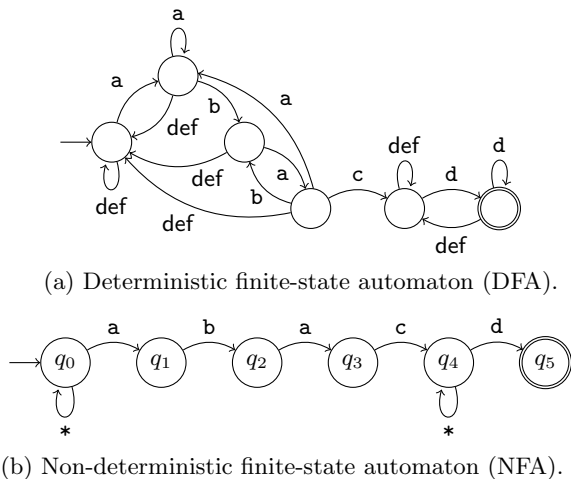 a
a
b
a
def
def
d
def
a
c
d
def
b
def
def
def
(a) Deterministic finite-state automaton (DFA).
a
b
a
c
d
q0
q1
q2
q3
q4
q5
*
*
(b) Non-deterministic finite-state automaton (NFA).